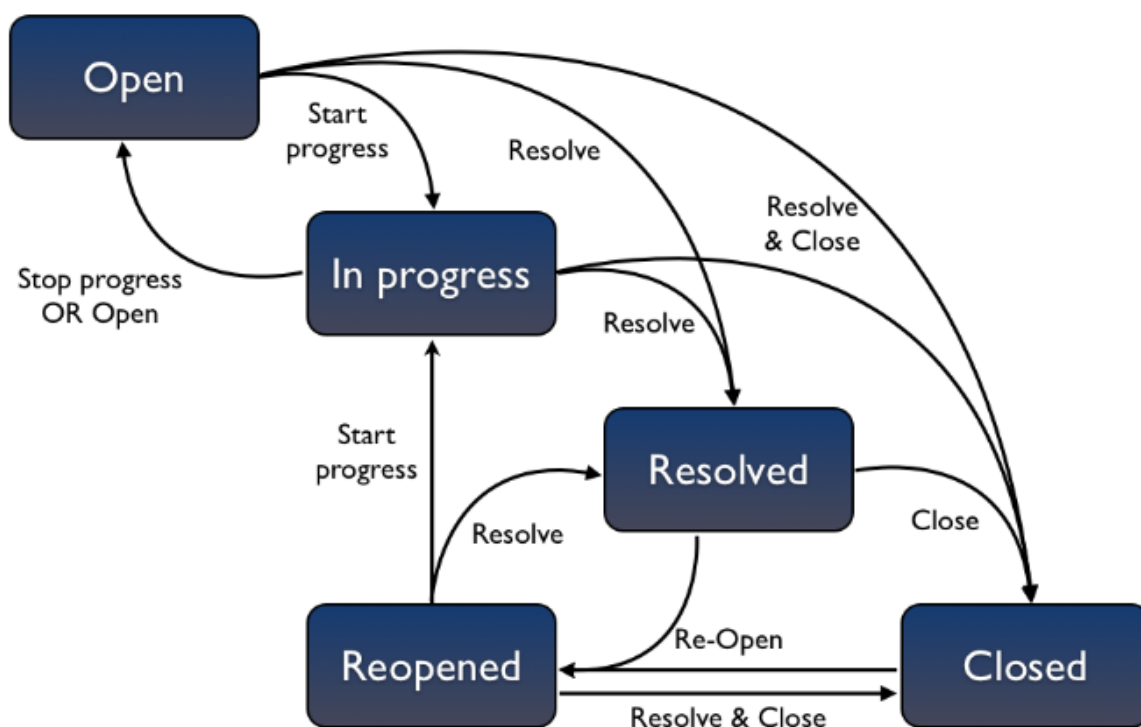 Open
Start
progress
Resolve
Resolve
& Close
In progress
Stop progress
OR Open
Resolve
Start
progress
Resolved
Resolve
Close
Re-Open
Reopened
Closed
Resolve & Close